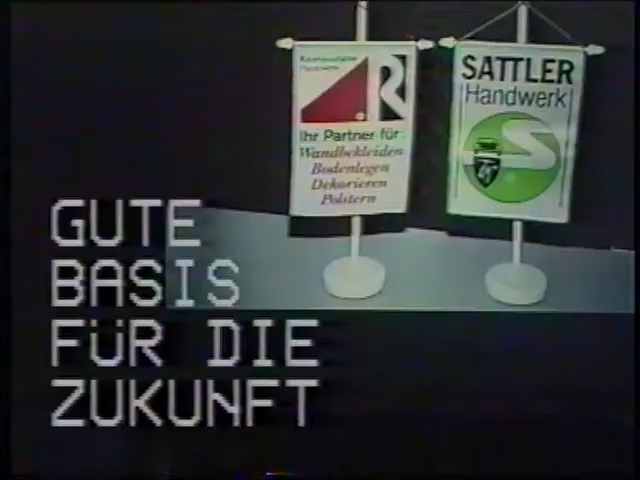 Raumausstatter
Handwerk
R
Ihr Partner für:
Wandbekleiden
Bodenlegen
Dekorieren
Polstern
SATTLER
Handwerk
S
GUTE
BASIS
FÜR DIE
ZUKUNFT